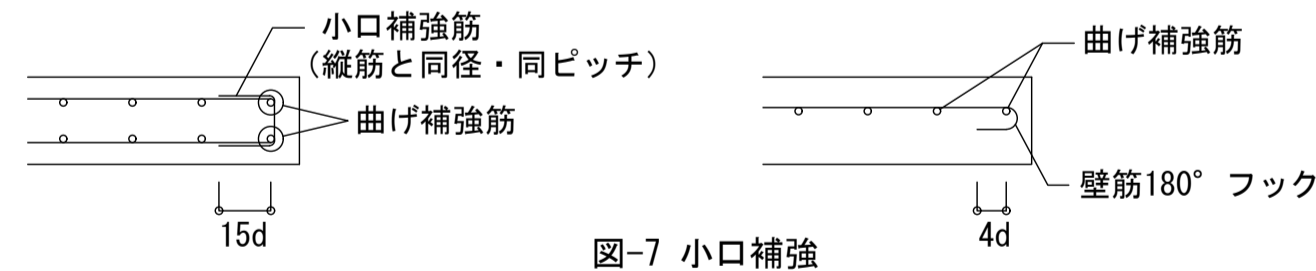 小口補強筋
（縦筋と同径・同ピッチ）
曲げ補強筋
15d
曲げ補強筋
壁筋180° フック
4d
図-7 小口補強